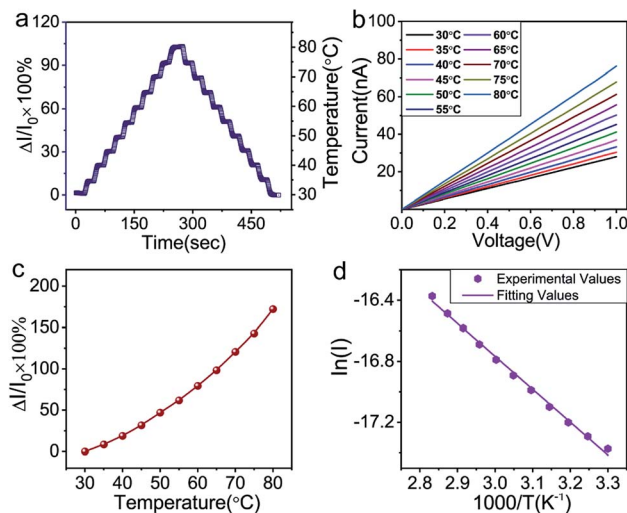 a
ΔI/I0×100%
120
90
60
30
0
Temperature(°C)
80
70
60
50
40
30
0 150 300 450
Time(sec)
b
Current(nA)
100
80
60
40
20
30°C 60°C
35°C 65°C
40°C 70°C
45°C 75°C
50°C 80°C
55°C
0.0 0.2 0.4 0.6 0.8 1.0
Voltage(V)
c
ΔI/I0×100%
200
150
100
50
0
30 40 50 60 70 80
Temperature(°C)
d
Experimental Values
Fitting Values
ln(I)
-16.4
-16.8
-17.2
2.8 2.9 3.0 3.1 3.2 3.3
1000/T(K-1)